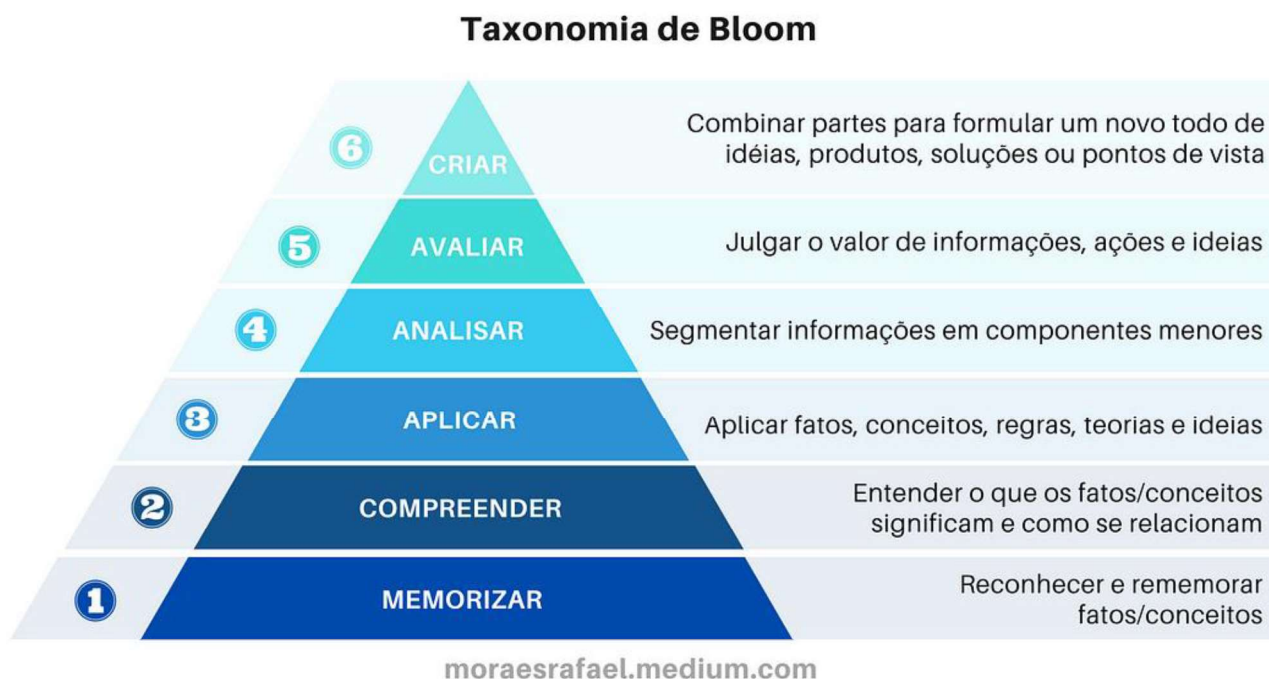 Taxonomia de Bloom
6
CRIAR
Combinar partes para formular um novo todo de
idéias, produtos, soluções ou pontos de vista
5
AVALIAR
Julgar o valor de informações, ações e ideias
4
ANALISAR
Segmentar informações em componentes menores
3
APLICAR
Aplicar fatos, conceitos, regras, teorias e ideias
2
COMPREENDER
Entender o que os fatos/conceitos
significam e como se relacionam
1
MEMORIZAR
Reconhecer e rememorar
fatos/conceitos
moraesrafael.medium.com